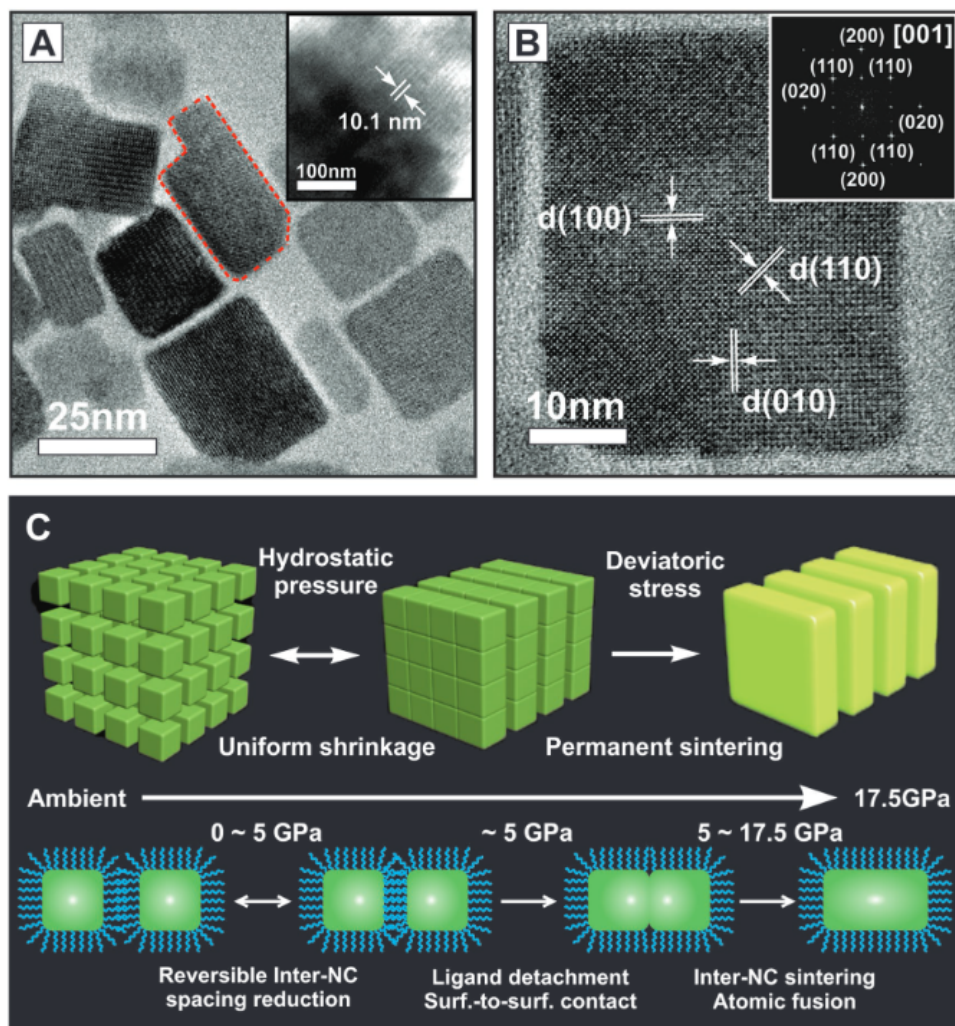 A
10.1 nm
100nm
25nm
B
[001]
(200)
(110) (110)
(020)
(020)
(110) (110)
(200)
d(100)
d(110)
d(010)
10nm
C
Hydrostatic
pressure
Deviatoric
stress
Uniform shrinkage
Permanent sintering
Ambient
17.5GPa
0 ~ 5 GPa
~ 5 GPa
5 ~ 17.5 GPa
Reversible Inter-NC
spacing reduction
Ligand detachment
Surf.-to-surf. contact
Inter-NC sintering
Atomic fusion